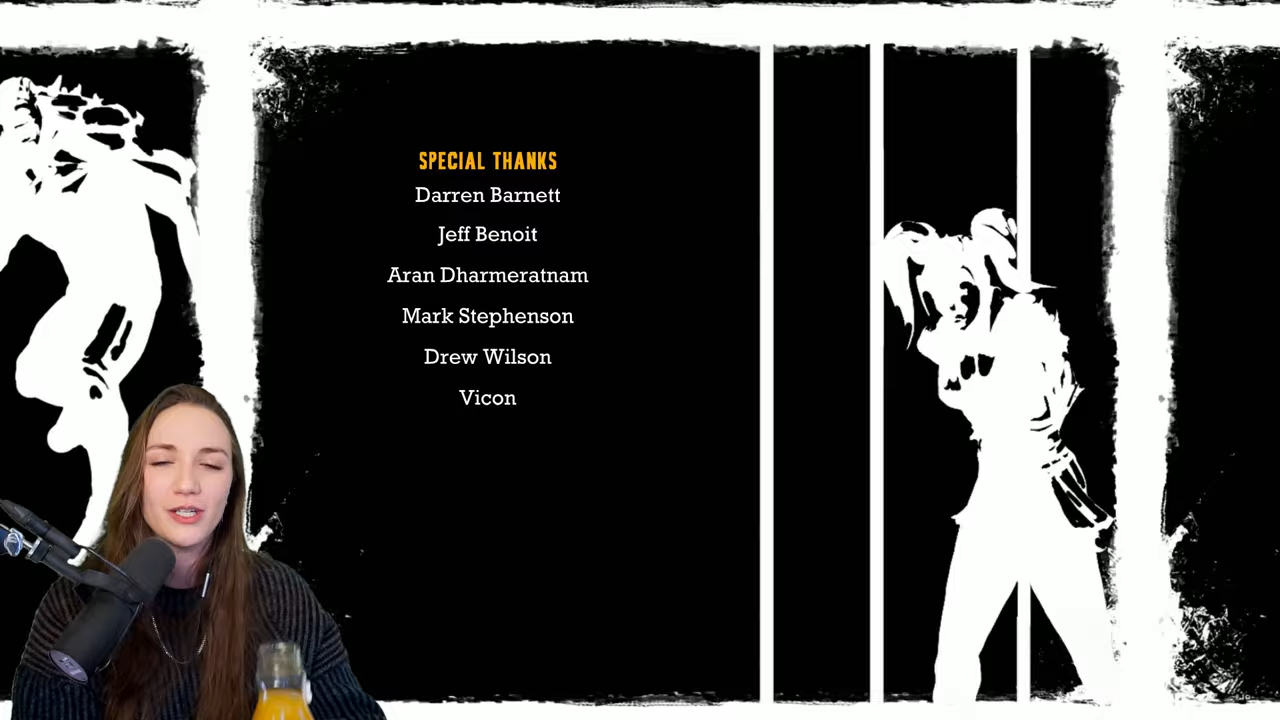 SPECIAL THANKS
Darren Barnett
Jeff Benoit
Aran Dharmeratnam
Mark Stephenson
Drew Wilson
Vicon